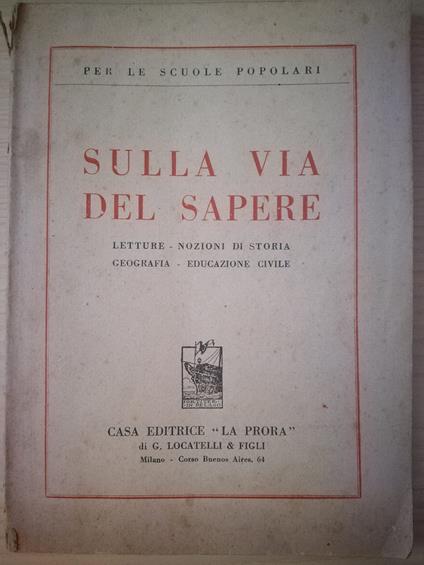 PER LE SCUOLE POPOLARI
SULLA VIA
DEL SAPERE
LETTURE - NOZIONI DI STORIA
GEOGRAFIA - EDUCAZIONE CIVILE
CASA EDITRICE "LA PRORA"
di G. LOCATELLI & FIGLI
Milano - Corso Buenos Aires, 64